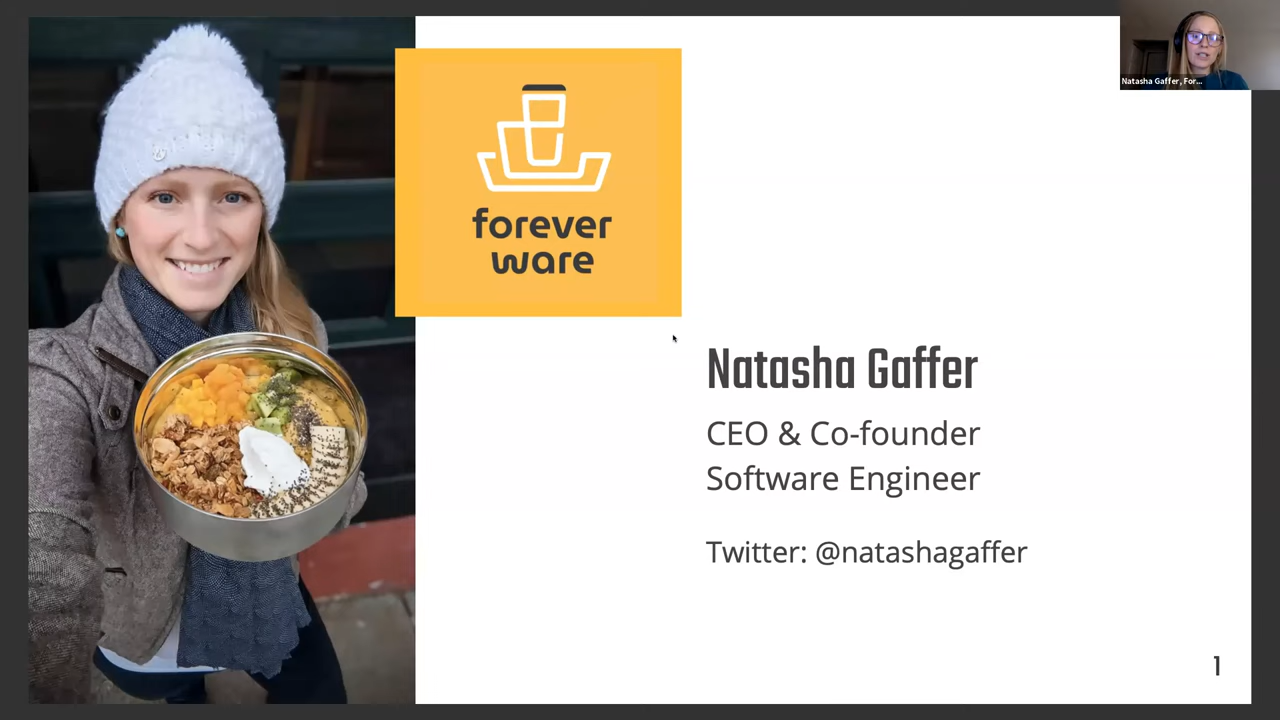 Natasha Gaffer, For...
forever
ware
Natasha Gaffer
CEO & Co-founder
Software Engineer
Twitter: @natashagaffer
1